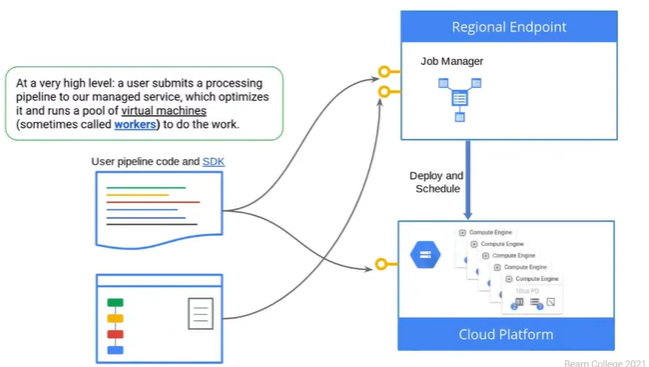 Regional Endpoint
Job Manager
At a very high level: a user submits a processing
pipeline to our managed service, which optimizes
it and runs a pool of virtual machines
(sometimes called workers) to do the work.
User pipeline code and SDK
Deploy and
Schedule
Compute Engine
Compute Engine
Compute Engine
Compute Engine
Compute Engine
Cloud Platform
Beam College 2021